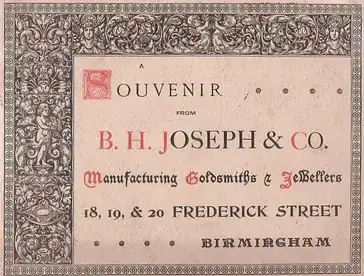 A
SOUVENIR
FROM
B. H. JOSEPH & CO.
Manufacturing Goldsmiths & Jewellers
18, 19, & 20 FREDERICK STREET
BIRMINGHAM